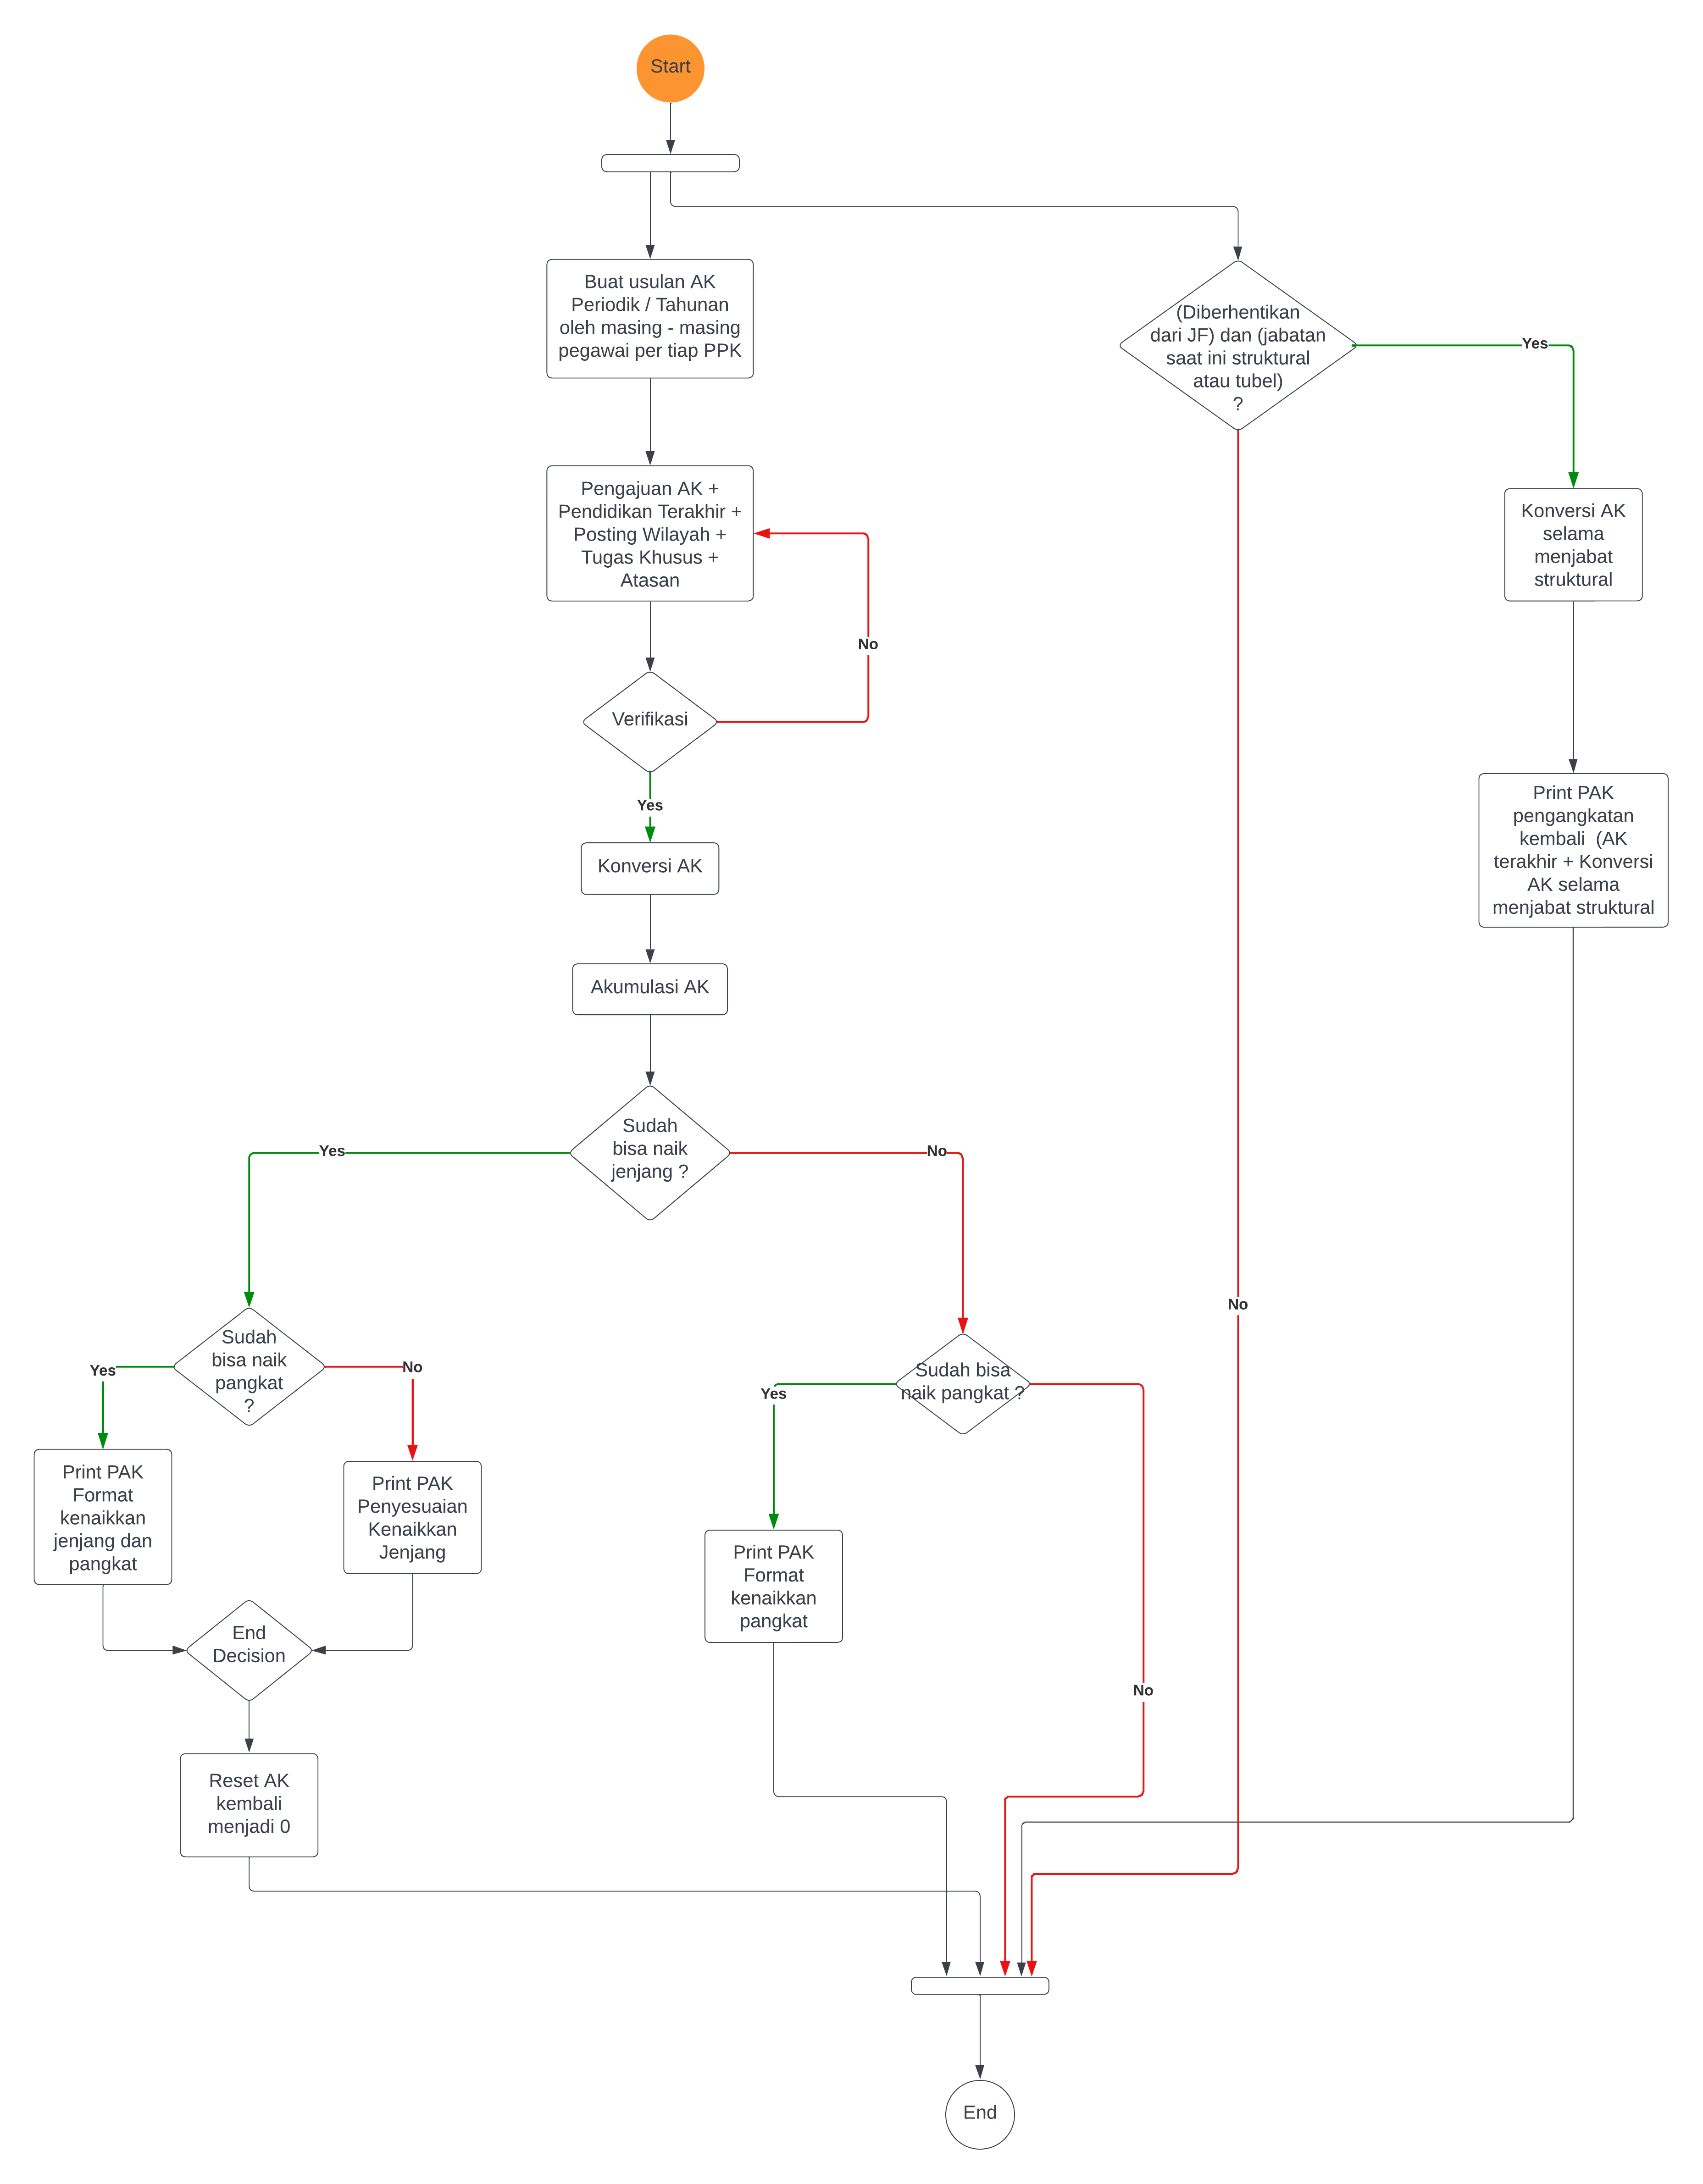 Start
Buat usulan AK
Periodik / Tahunan
oleh masing - masing
pegawai per tiap PPK
(Diberhentikan
dari JF) dan (jabatan
saat ini struktural
atau tubel)
?
Yes
Pengajuan AK +
Pendidikan Terakhir +
Posting Wilayah +
Tugas Khusus +
Atasan
Konversi AK
selama
menjabat
struktural
No
Verifikasi
Yes
Print PAK
pengangkatan
kembali  (AK
terakhir + Konversi
AK selama
menjabat struktural
Konversi AK
Akumulasi AK
Sudah
bisa naik
jenjang ?
Yes
No
No
Sudah
bisa naik
pangkat
?
Yes
No
Sudah bisa
naik pangkat ?
Yes
Print PAK
Format
kenaikkan
jenjang dan
pangkat
Print PAK
Penyesuaian
Kenaikkan
Jenjang
Print PAK
Format
kenaikkan
pangkat
End
Decision
No
Reset AK
kembali
menjadi 0
End